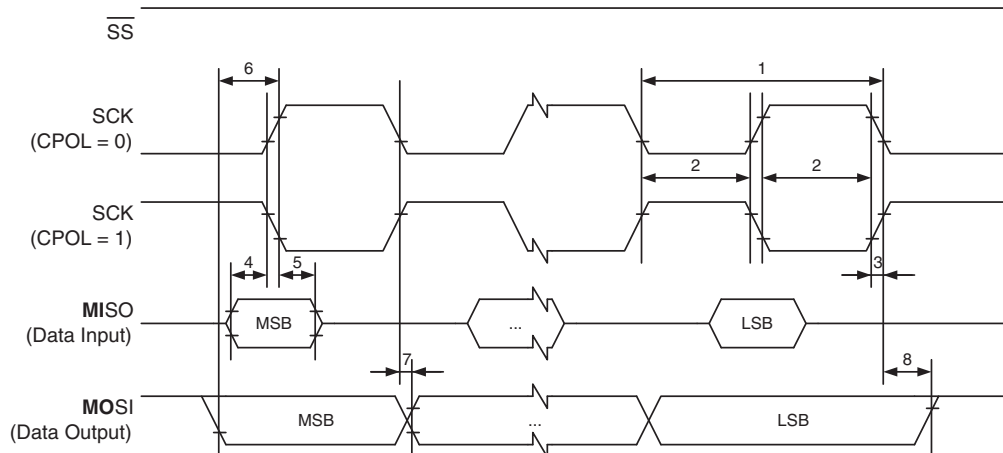 SS
6
1
SCK
(CPOL = 0)
2
2
SCK
(CPOL = 1)
4
5
3
MISO
(Data Input)
MSB
...
LSB
7
8
MOSI
(Data Output)
MSB
...
LSB